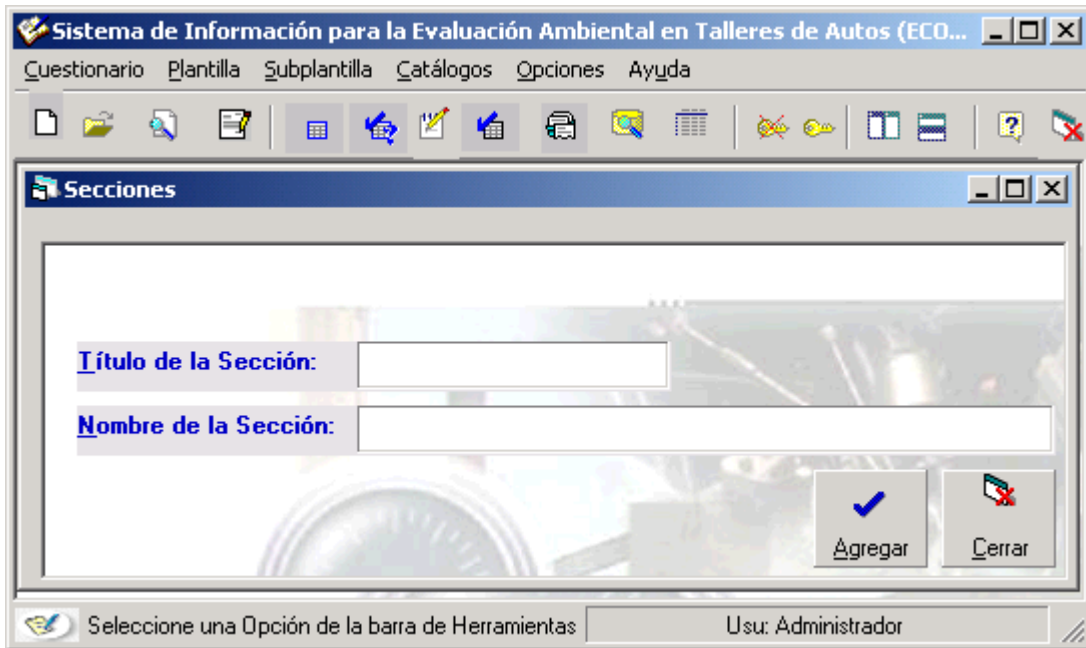 Sistema de Información para la Evaluación Ambiental en Talleres de Autos (ECO...
Cuestionario Plantilla Subplantilla Catálogos Opciones Ayuda
Secciones
Título de la Sección:
Nombre de la Sección:
Agregar Cerrar
Seleccione una Opción de la barra de Herramientas Usu: Administrador